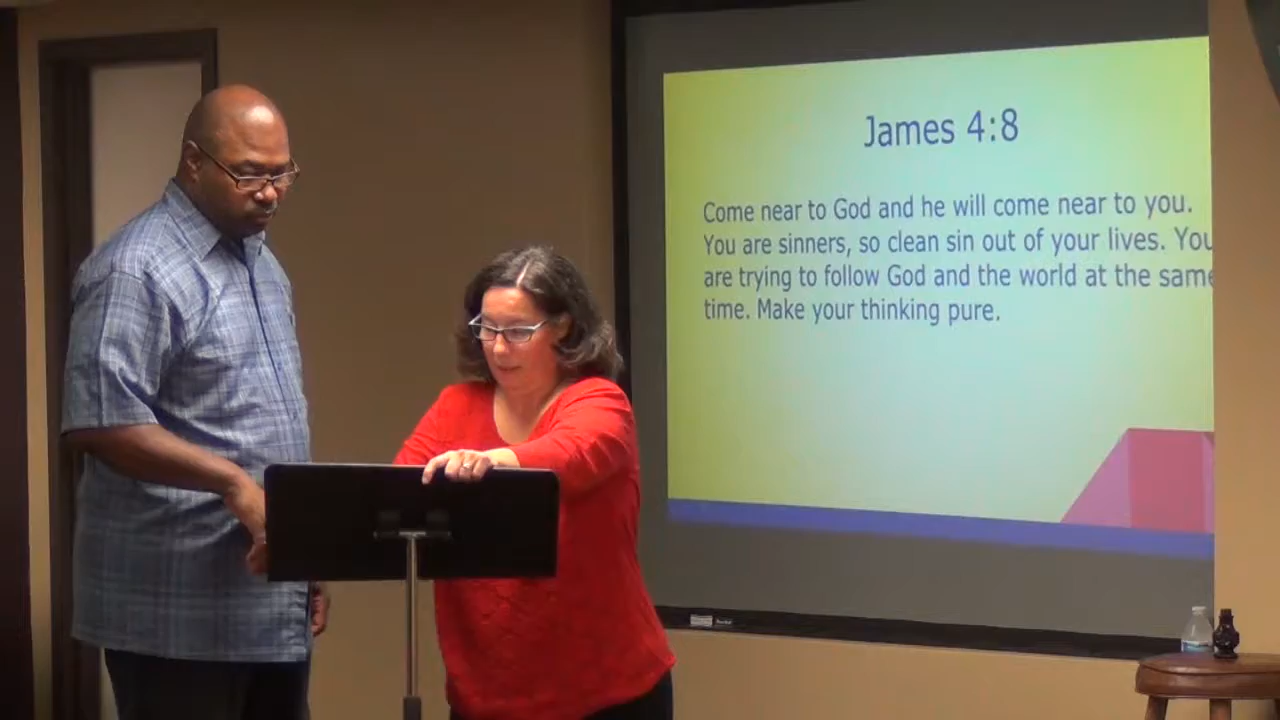 James 4:8
Come near to God and he will come near to you.
You are sinners, so clean sin out of your lives. You
are trying to follow God and the world at the same
time. Make your thinking pure.